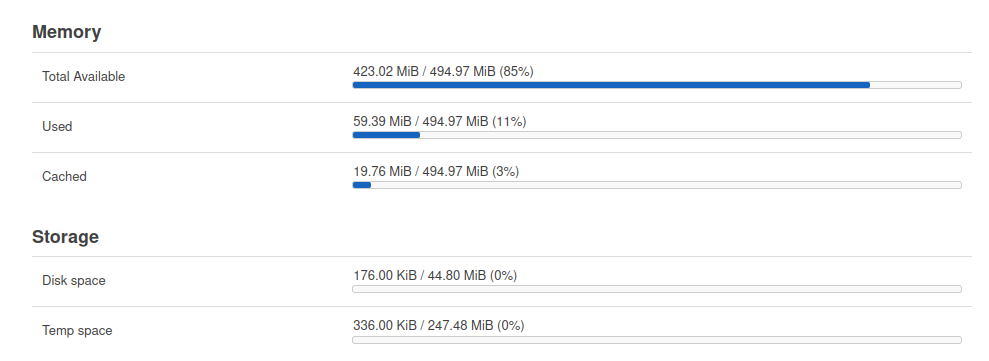 Memory
Total Available
423.02 MiB / 494.97 MiB (85%)
Used
59.39 MiB / 494.97 MiB (11%)
Cached
19.76 MiB / 494.97 MiB (3%)
Storage
Disk space
176.00 KiB / 44.80 MiB (0%)
Temp space
336.00 KiB / 247.48 MiB (0%)